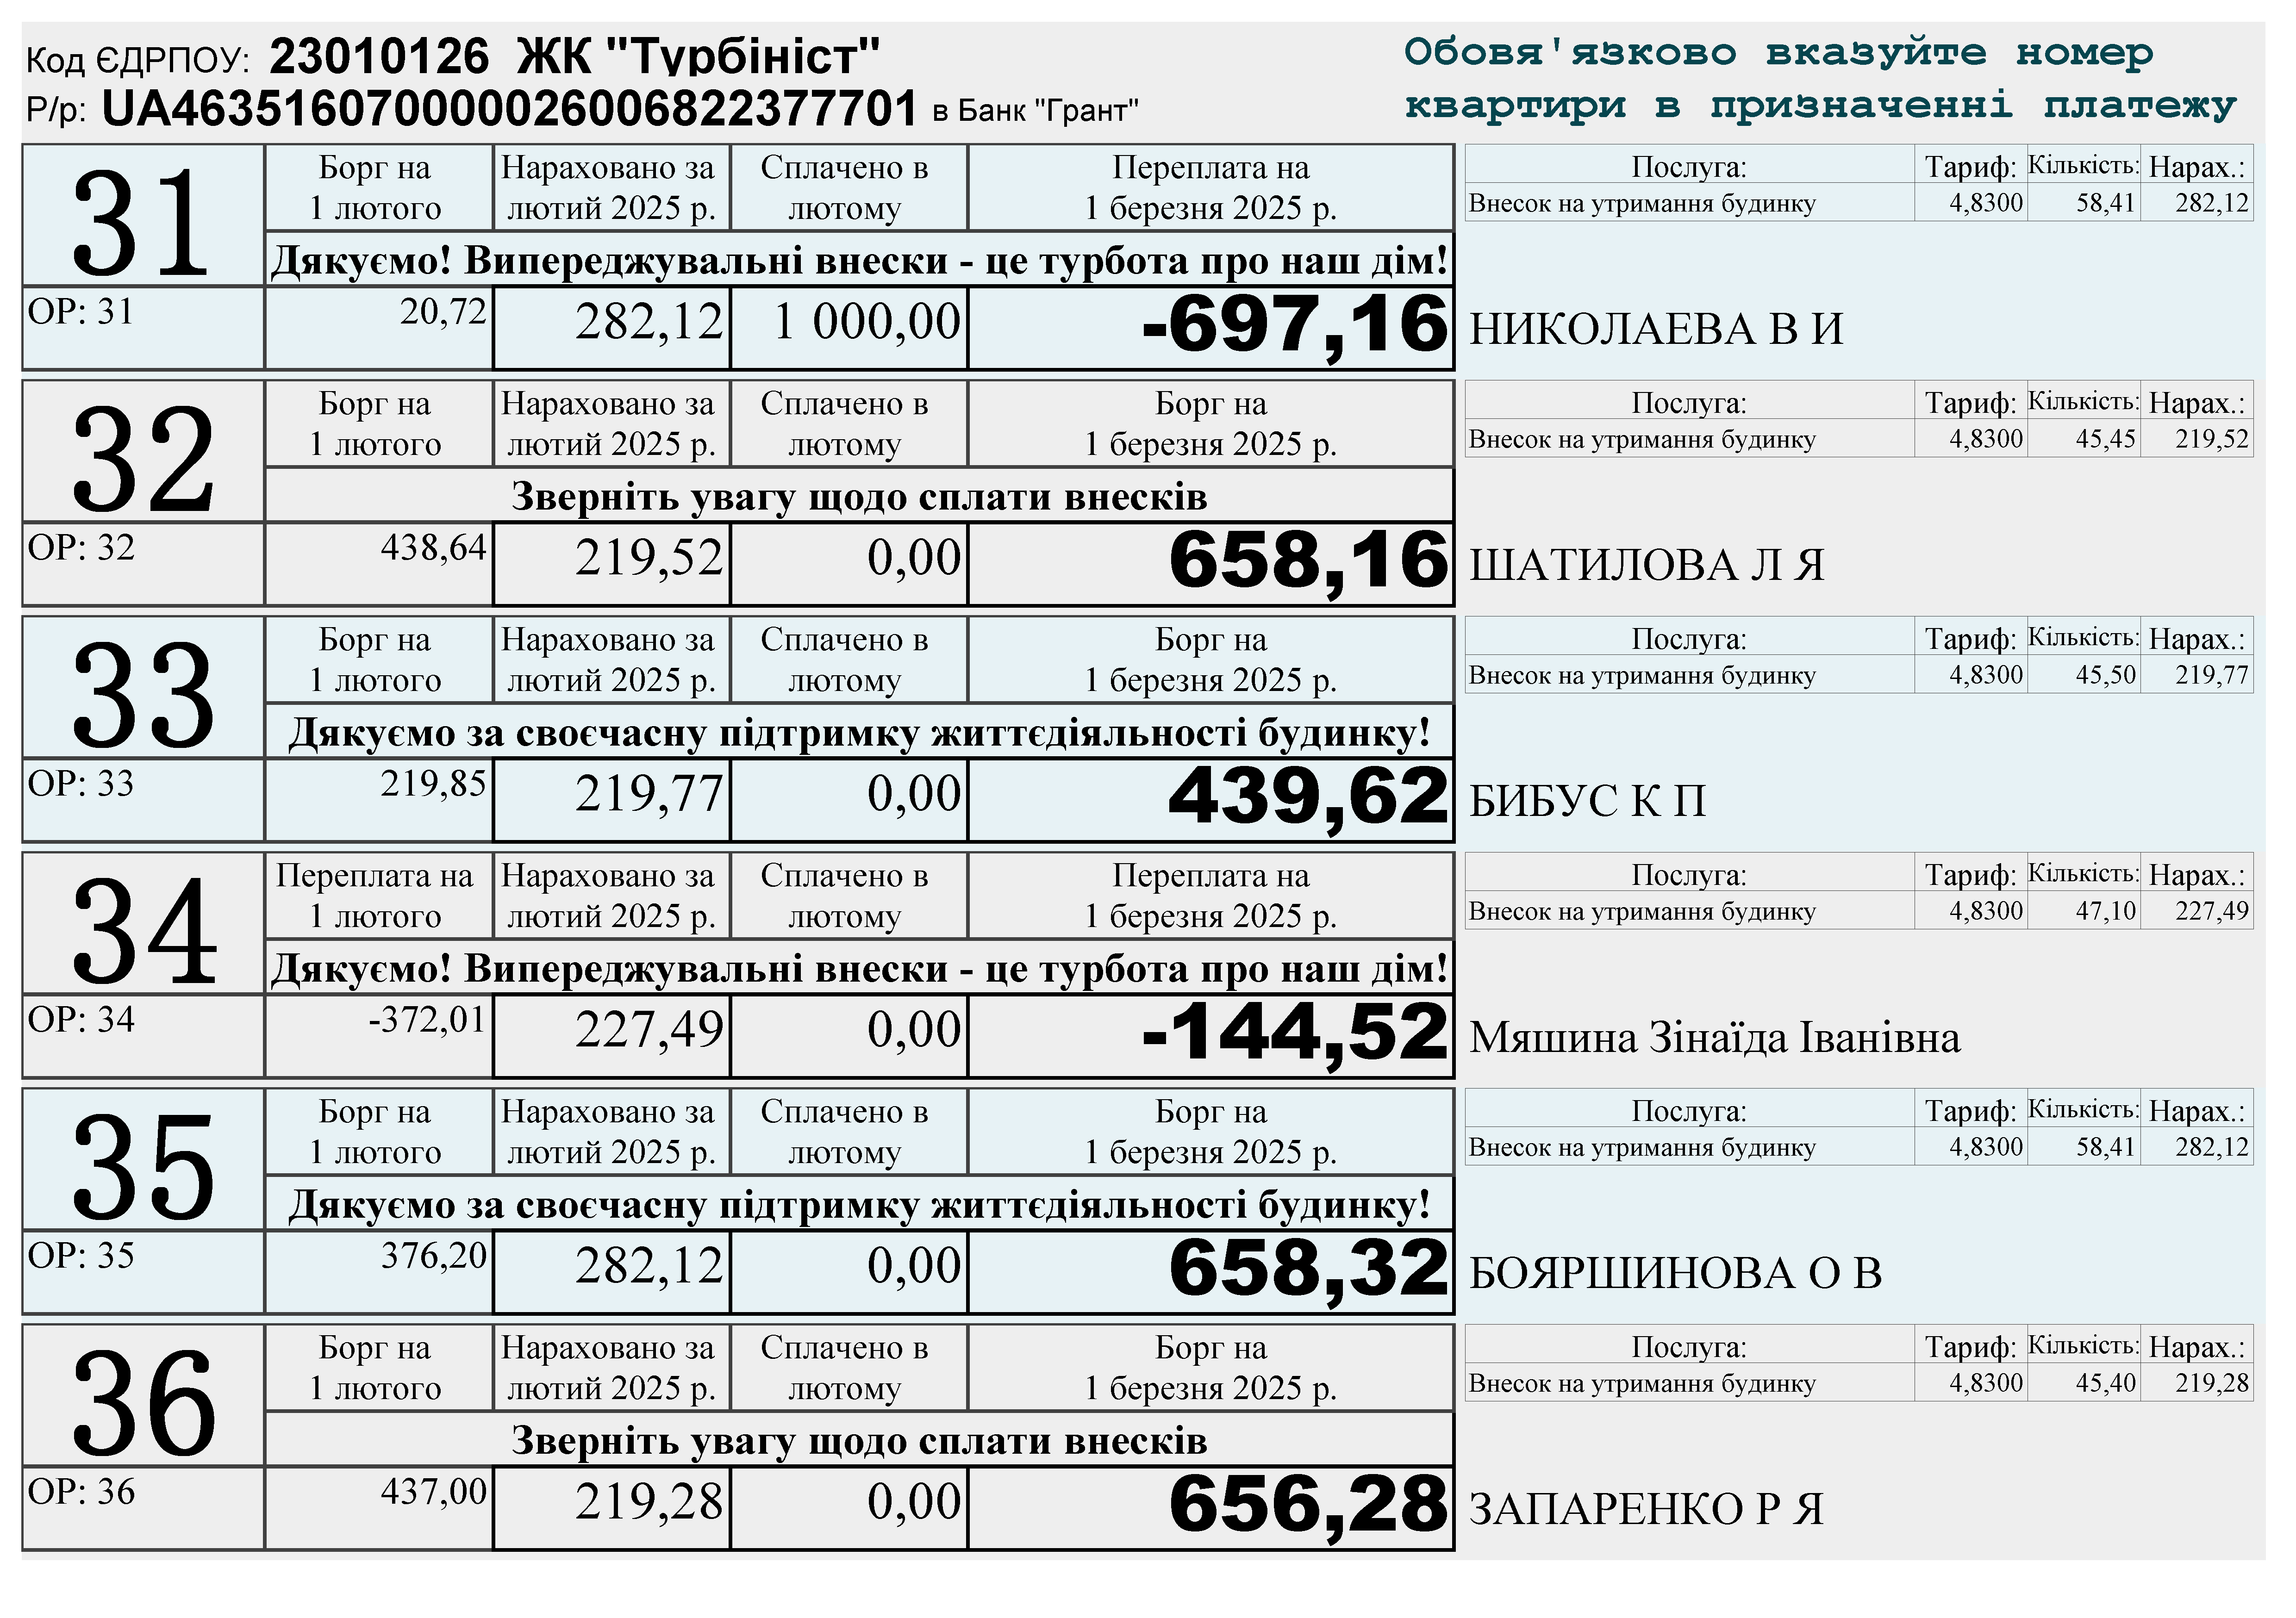 Код ЄДРПОУ: 23010126 ЖК "Турбініст"
Р/р: UA463516070000026006822377701 в Банк "Грант"
Обовя'язково вказуйте номер
квартири в призначенні платежу
31
Борг на
1 лютого
Нараховано за
лютий 2025 р.
Сплачено в
лютому
Переплата на
1 березня 2025 р.
Дякуємо! Випереджувальні внески - це турбота про наш дім!
ОР: 31 20,72 282,12 1 000,00 -697,16
Послуга: Тариф: Кількість: Нарах.:
Внесок на утримання будинку 4,8300 58,41 282,12
НИКОЛАЕВА В И
32
Борг на
1 лютого
Нараховано за
лютий 2025 р.
Сплачено в
лютому
Борг на
1 березня 2025 р.
Зверніть увагу щодо сплати внесків
ОР: 32 438,64 219,52 0,00 658,16
Послуга: Тариф: Кількість: Нарах.:
Внесок на утримання будинку 4,8300 45,45 219,52
ШАТИЛОВА Л Я
33
Борг на
1 лютого
Нараховано за
лютий 2025 р.
Сплачено в
лютому
Борг на
1 березня 2025 р.
Дякуємо за своєчасну підтримку життєдіяльності будинку!
ОР: 33 219,85 219,77 0,00 439,62
Послуга: Тариф: Кількість: Нарах.:
Внесок на утримання будинку 4,8300 45,50 219,77
БИБУС К П
34
Переплата на
1 лютого
Нараховано за
лютий 2025 р.
Сплачено в
лютому
Переплата на
1 березня 2025 р.
Дякуємо! Випереджувальні внески - це турбота про наш дім!
ОР: 34 -372,01 227,49 0,00 -144,52
Послуга: Тариф: Кількість: Нарах.:
Внесок на утримання будинку 4,8300 47,10 227,49
Мяшина Зінаїда Іванівна
35
Борг на
1 лютого
Нараховано за
лютий 2025 р.
Сплачено в
лютому
Борг на
1 березня 2025 р.
Дякуємо за своєчасну підтримку життєдіяльності будинку!
ОР: 35 376,20 282,12 0,00 658,32
Послуга: Тариф: Кількість: Нарах.:
Внесок на утримання будинку 4,8300 58,41 282,12
БОЯРШИНОВА О В
36
Борг на
1 лютого
Нараховано за
лютий 2025 р.
Сплачено в
лютому
Борг на
1 березня 2025 р.
Зверніть увагу щодо сплати внесків
ОР: 36 437,00 219,28 0,00 656,28
Послуга: Тариф: Кількість: Нарах.:
Внесок на утримання будинку 4,8300 45,40 219,28
ЗАПАРЕНКО Р Я